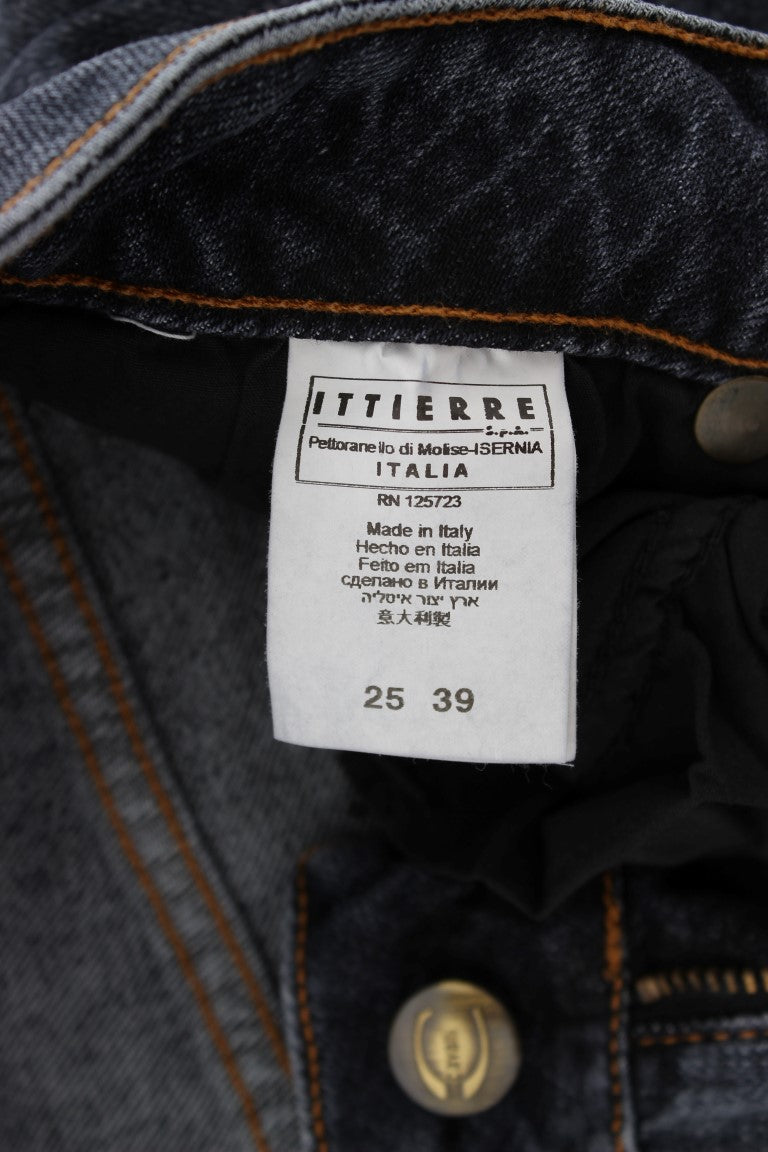 ITTIERRE
s.p.a.
Pettoranello di Molise-ISERNIA
ITALIA
RN 125723
Made in Italy
Hecho en Italia
Feito em Italia
сделано в Италии
ארץ יצור איטליה
意大利製
25 39